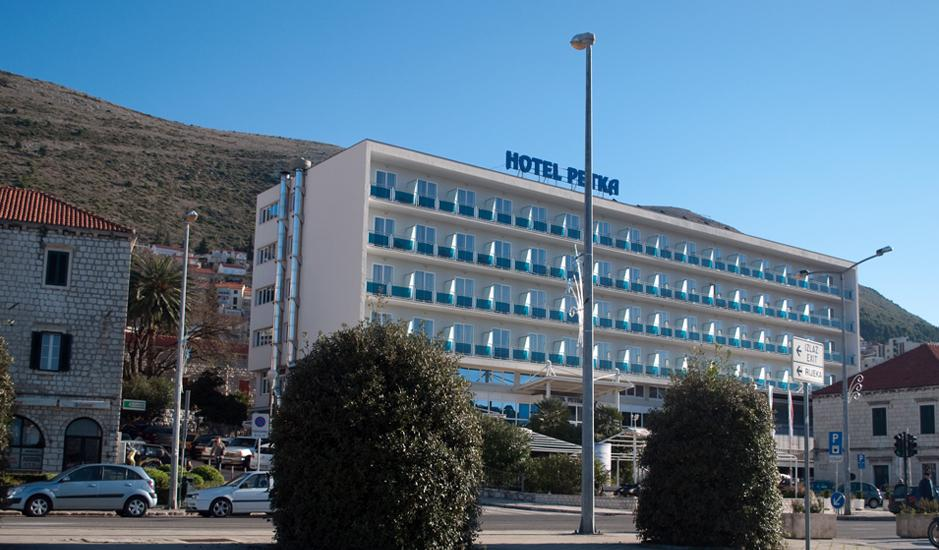 HOTEL PETKA
IZLAZ
EXIT
RIJEKA
P